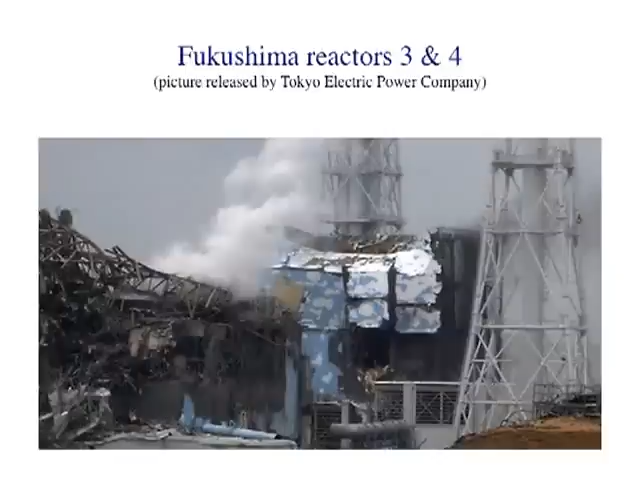 Fukushima reactors 3 & 4
(picture released by Tokyo Electric Power Company)